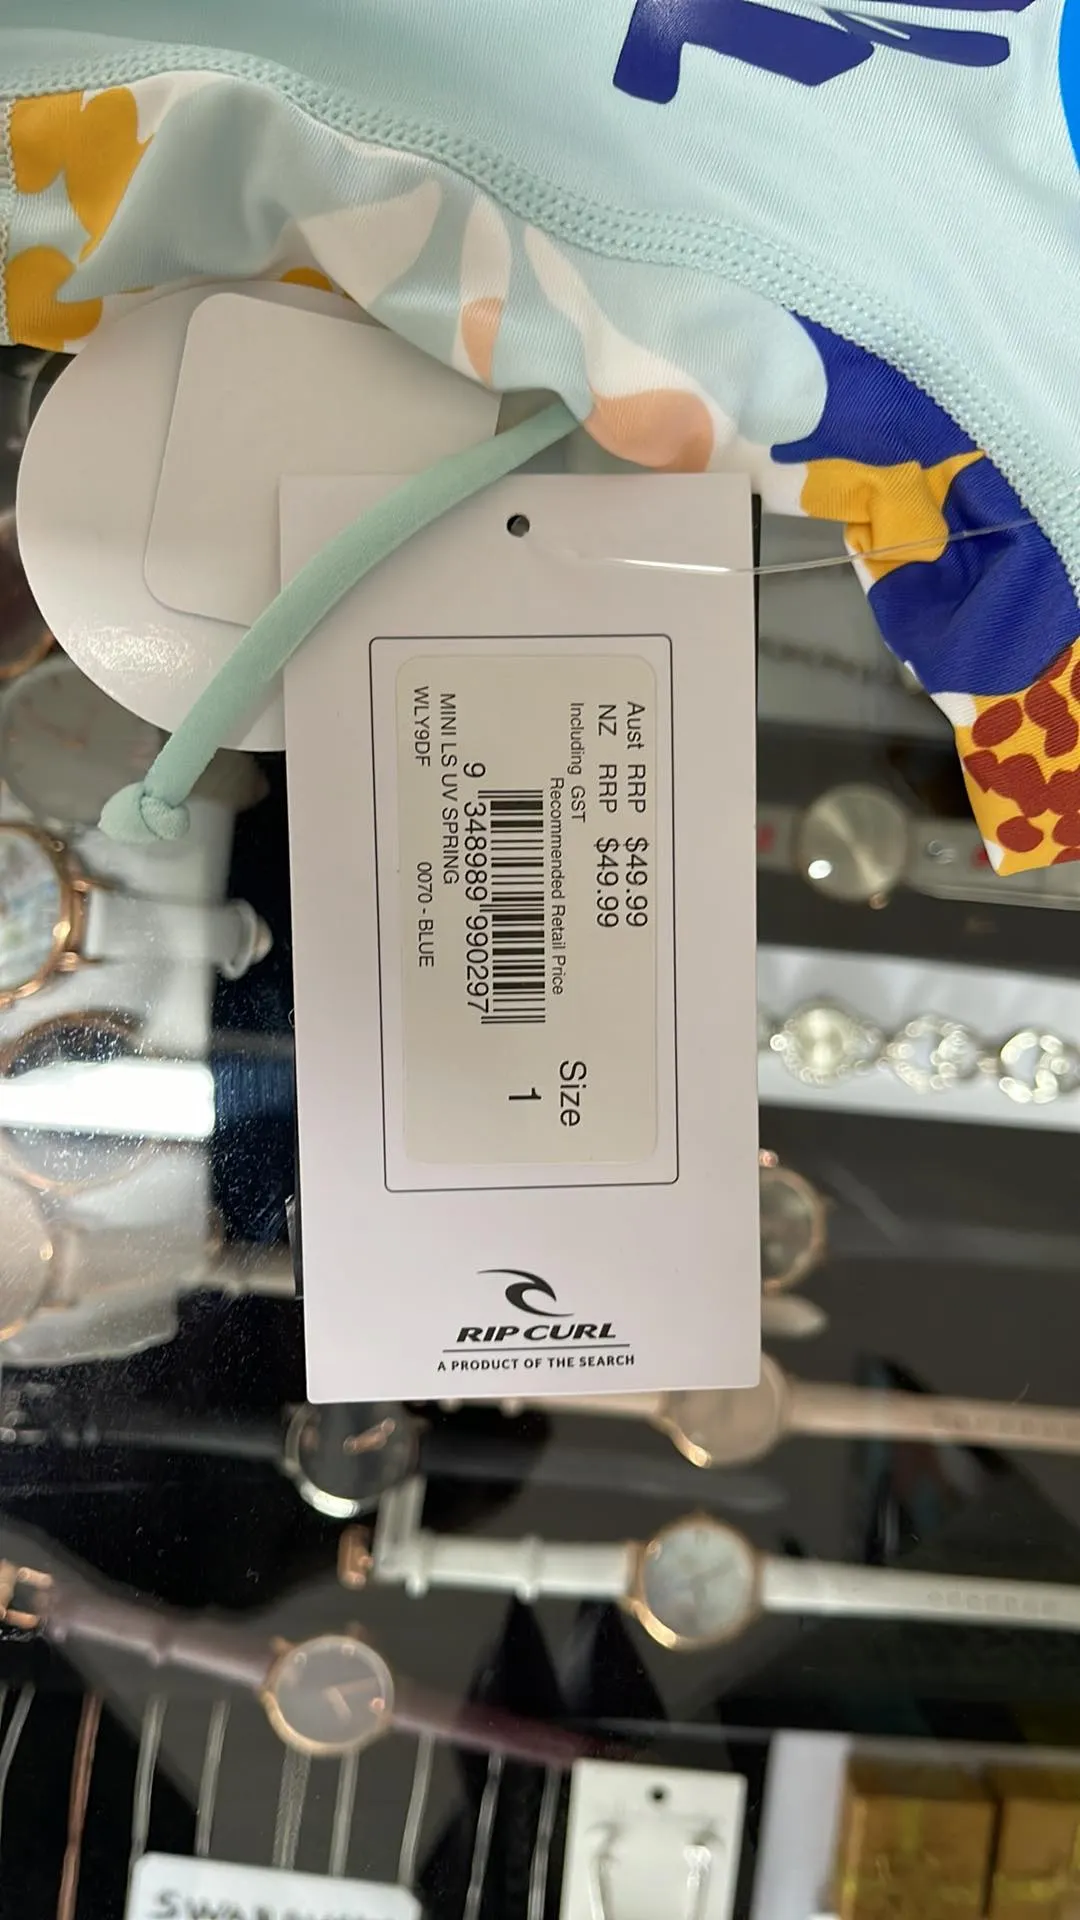 Aust RRP $49.99
NZ RRP $49.99
Including GST
Recommended Retail Price
9 348989 990297
MINI LS UV SPRING
WLY9DF 0070 - BLUE
Size
1
RIP CURL
A PRODUCT OF THE SEARCH